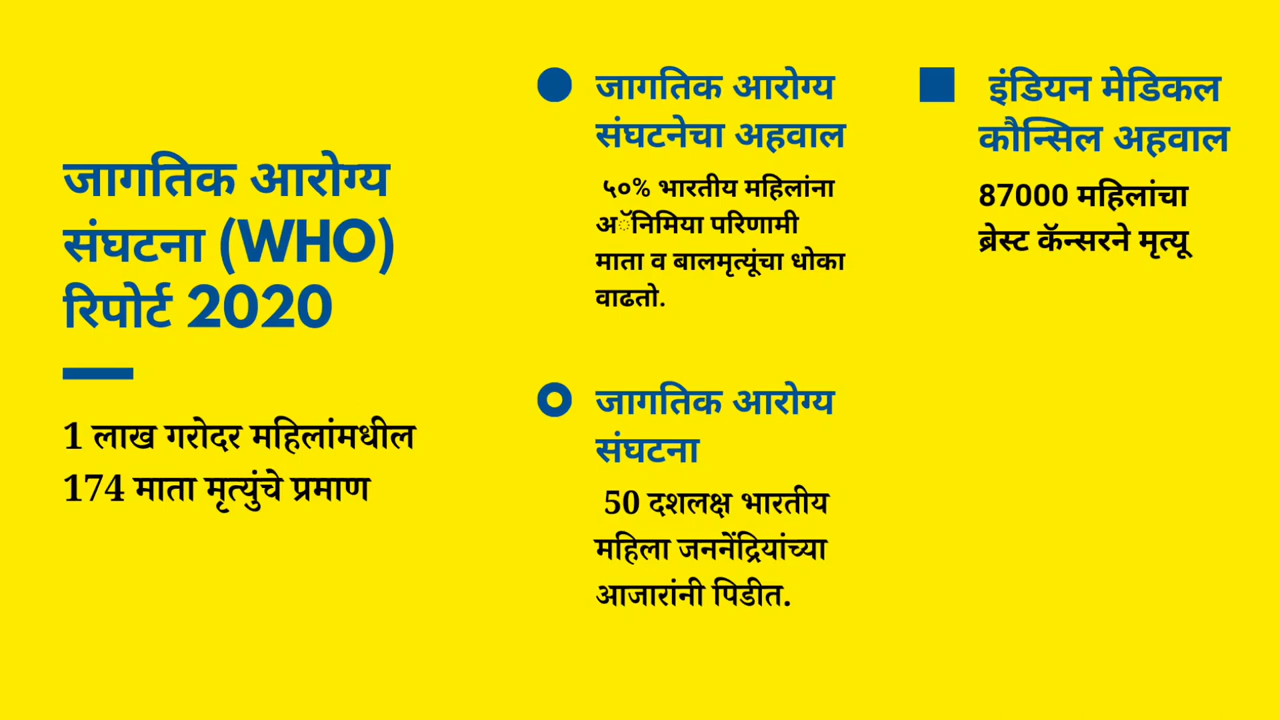 जागतिक आरोग्य
संघटना (WHO)
रिपोर्ट 2020
1 लाख गरोदर महिलांमधील
174 माता मृत्युंचे प्रमाण
जागतिक आरोग्य
संघटनेचा अहवाल
५०% भारतीय महिलांना
अॅनिमिया परिणामी
माता व बालमृत्यूंचा धोका
वाढतो.
जागतिक आरोग्य
संघटना
50 दशलक्ष भारतीय
महिला जननेंद्रियांच्या
आजारांनी पिडीत.
इंडियन मेडिकल
कौन्सिल अहवाल
87000 महिलांचा
ब्रेस्ट कॅन्सरने मृत्यू